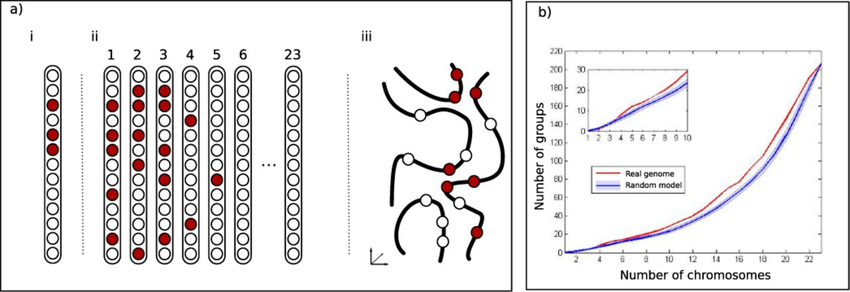 a)
i ii iii
1 2 3 4 5 6 23
...
b)
Number of groups
220
200
180
160
140
120
100
80
60
40
20
0
30
20
10
0
1 2 3 4 5 6 7 8 9 10
Real genome
Random model
2 4 6 8 10 12 14 16 18 20 22
Number of chromosomes